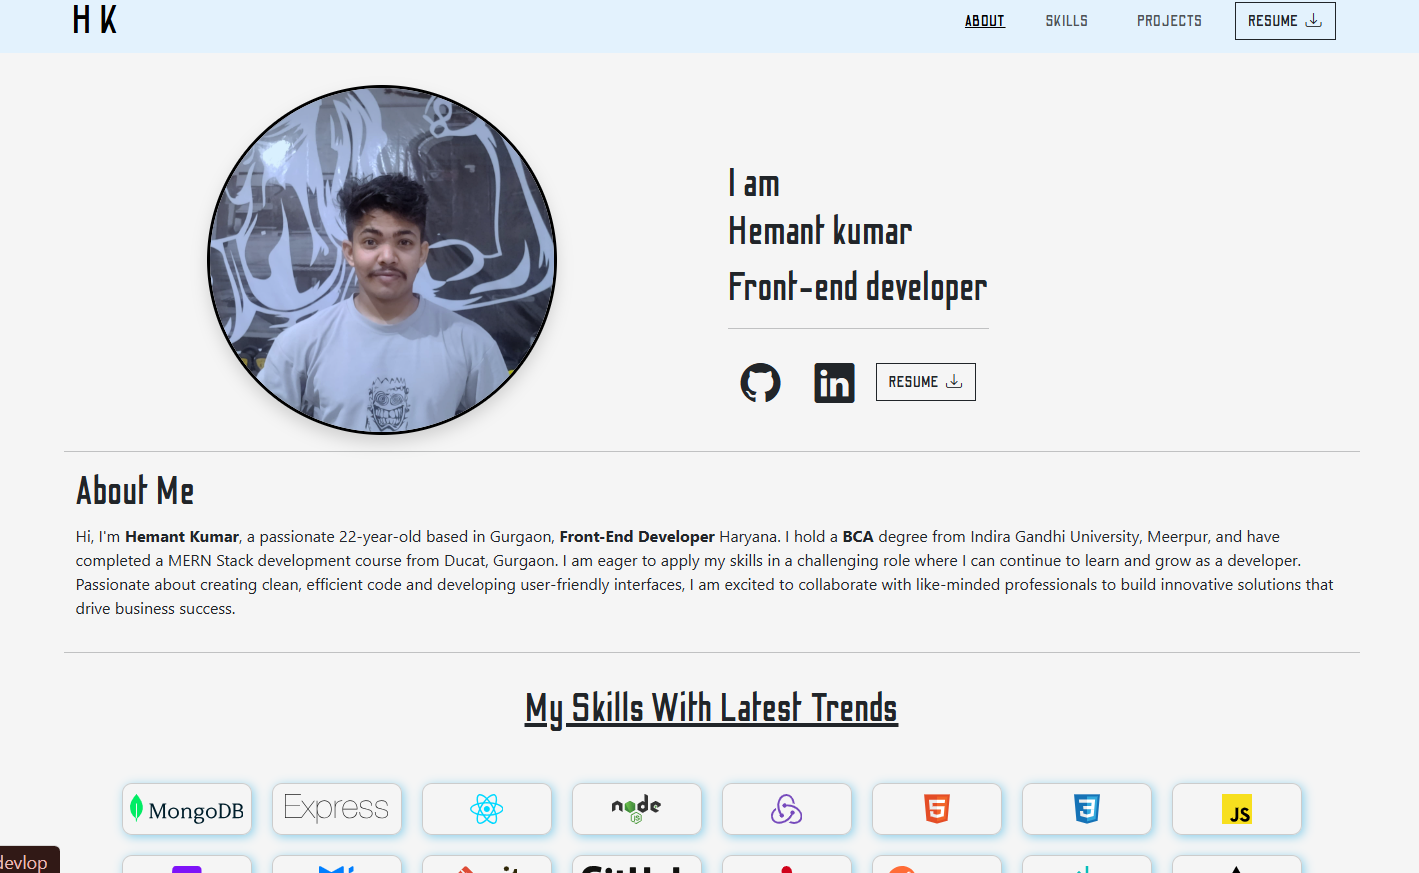 H K
ABOUT SKILLS PROJECTS RESUME
I am
Hemant kumar
Front-end developer
RESUME
About Me
Hi, I'm Hemant Kumar, a passionate 22-year-old based in Gurgaon, Front-End Developer Haryana. I hold a BCA degree from Indira Gandhi University, Meerpur, and have
completed a MERN Stack development course from Ducat, Gurgaon. I am eager to apply my skills in a challenging role where I can continue to learn and grow as a developer.
Passionate about creating clean, efficient code and developing user-friendly interfaces, I am excited to collaborate with like-minded professionals to build innovative solutions that
drive business success.
My Skills With Latest Trends
MongoDB Express node JS 5 3 JS
GitHub
devlop